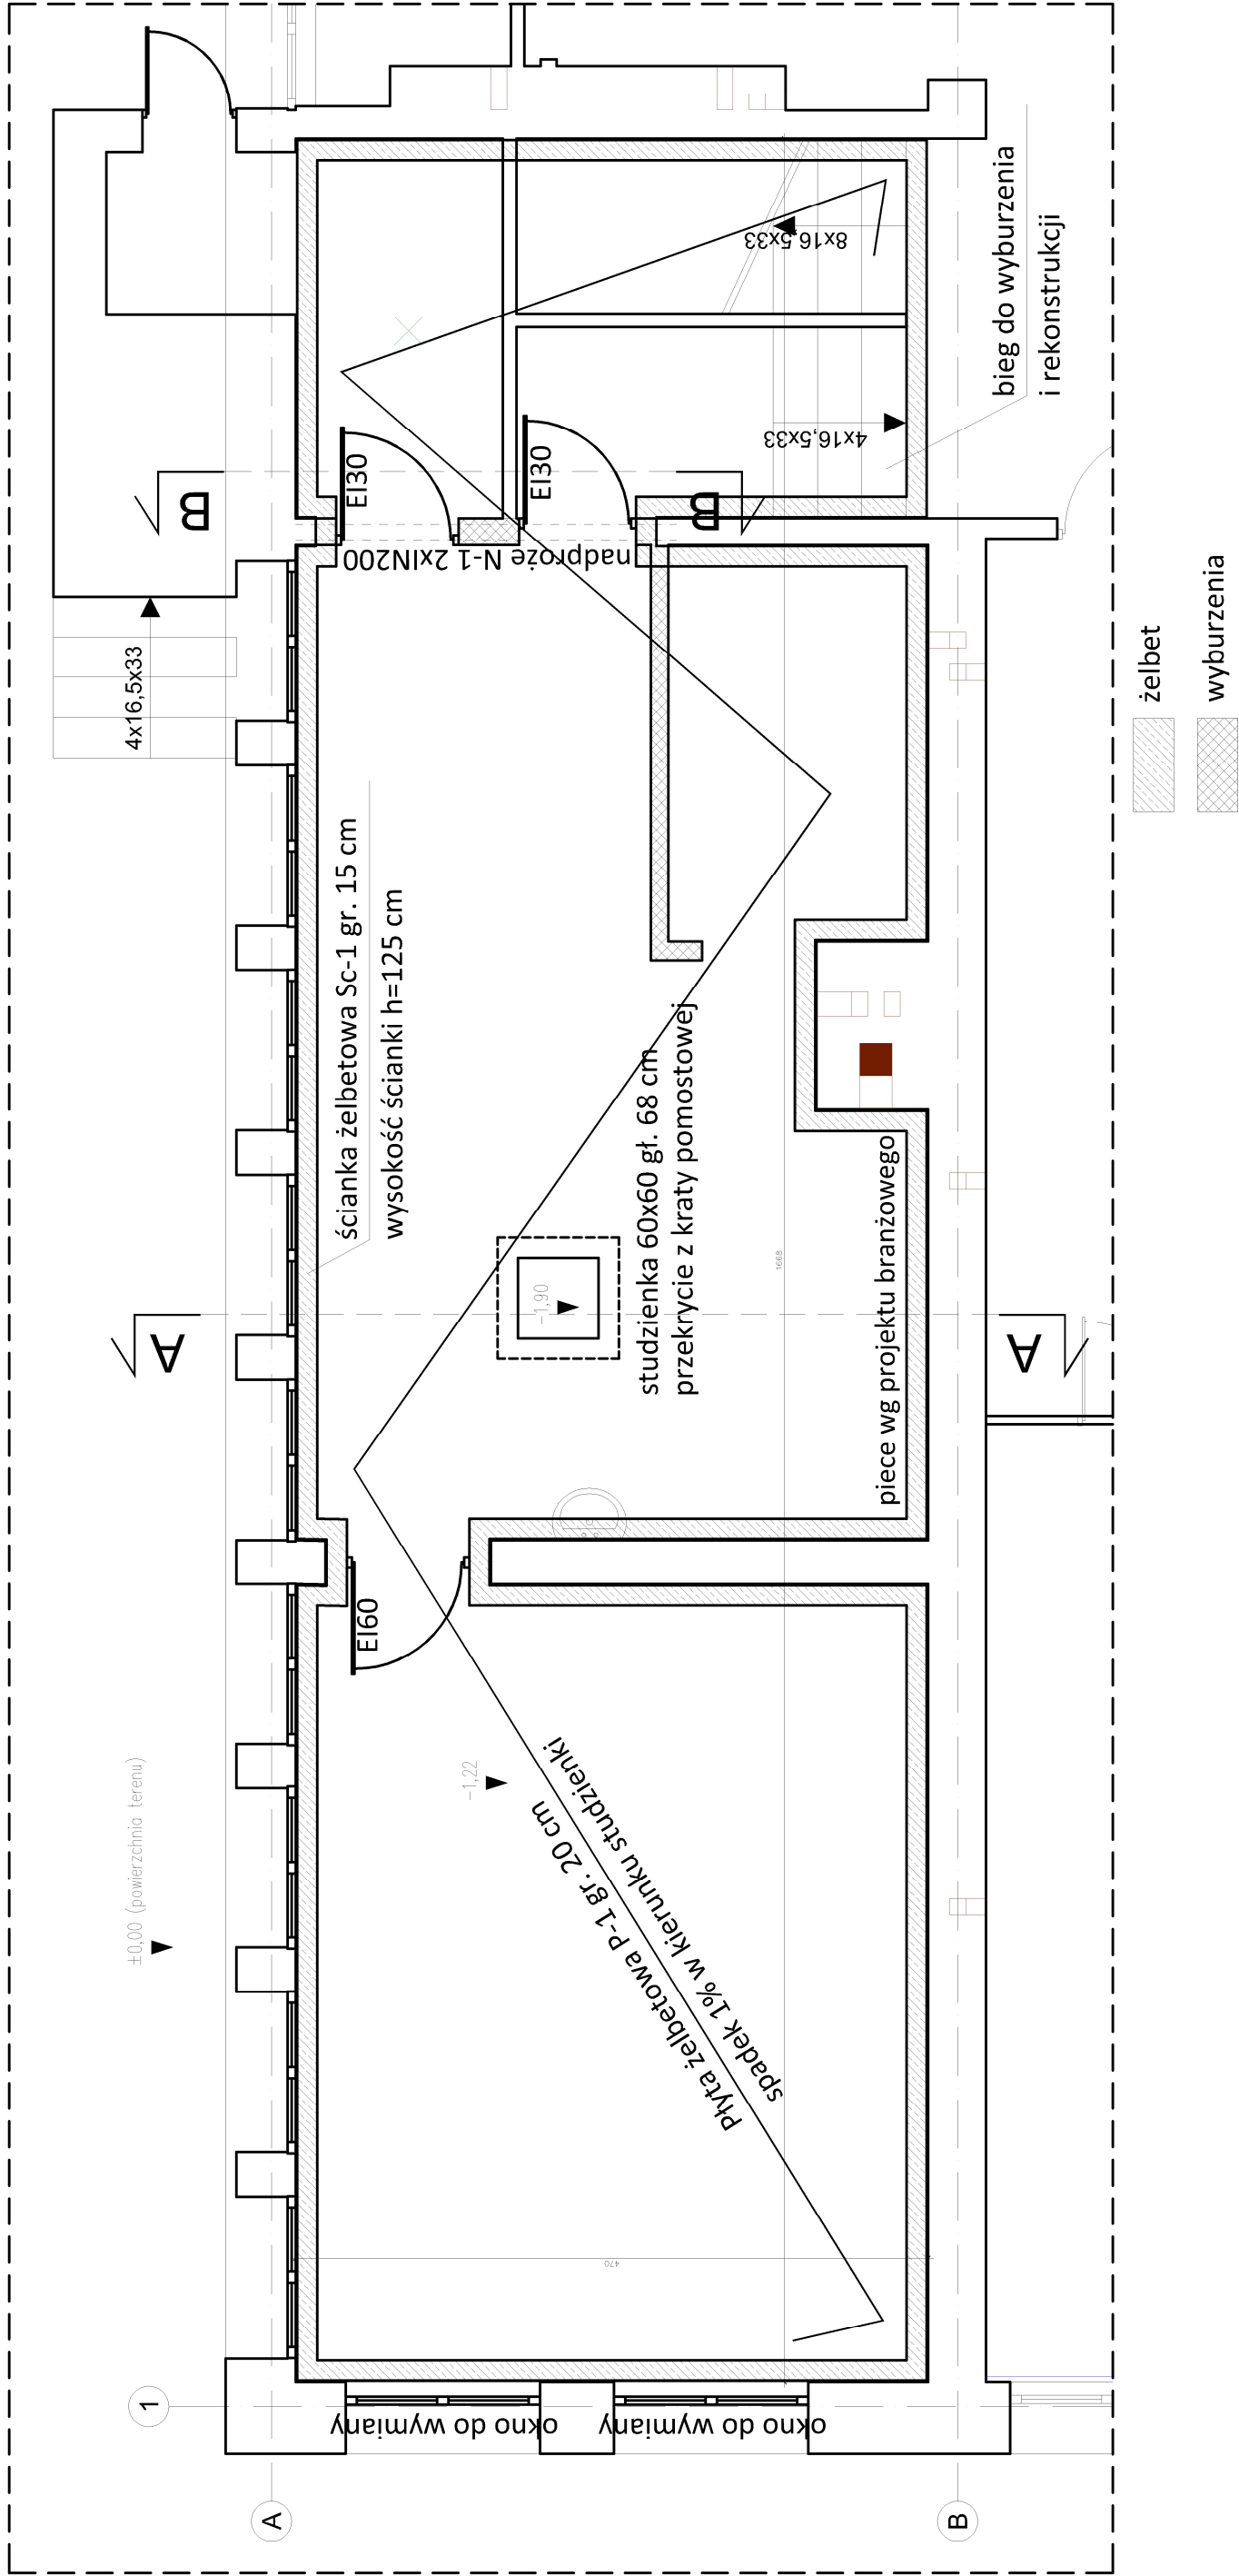 4x16,5x33
B
EI30
EI30
B
nadproże N-1 2xIN200
8x16,5x33
4x16,5x33
bieg do wyburzenia
i rekonstrukcji
ścianka żelbetowa Sc-1 gr. 15 cm
wysokość ścianki h=125 cm
studzienka 60x60 gł. 68 cm
przekrycie z kraty pomostowej
-1,90
1668
piece wg projektu branżowego
A
A
EI60
±0,00 (powierzchnia terenu)
-1,22
Płyta żelbetowa P-1 gr. 20 cm
spadek 1% w kierunku studzienki
470
okno do wymiany
okno do wymiany
1
A
B
żelbet
wyburzenia